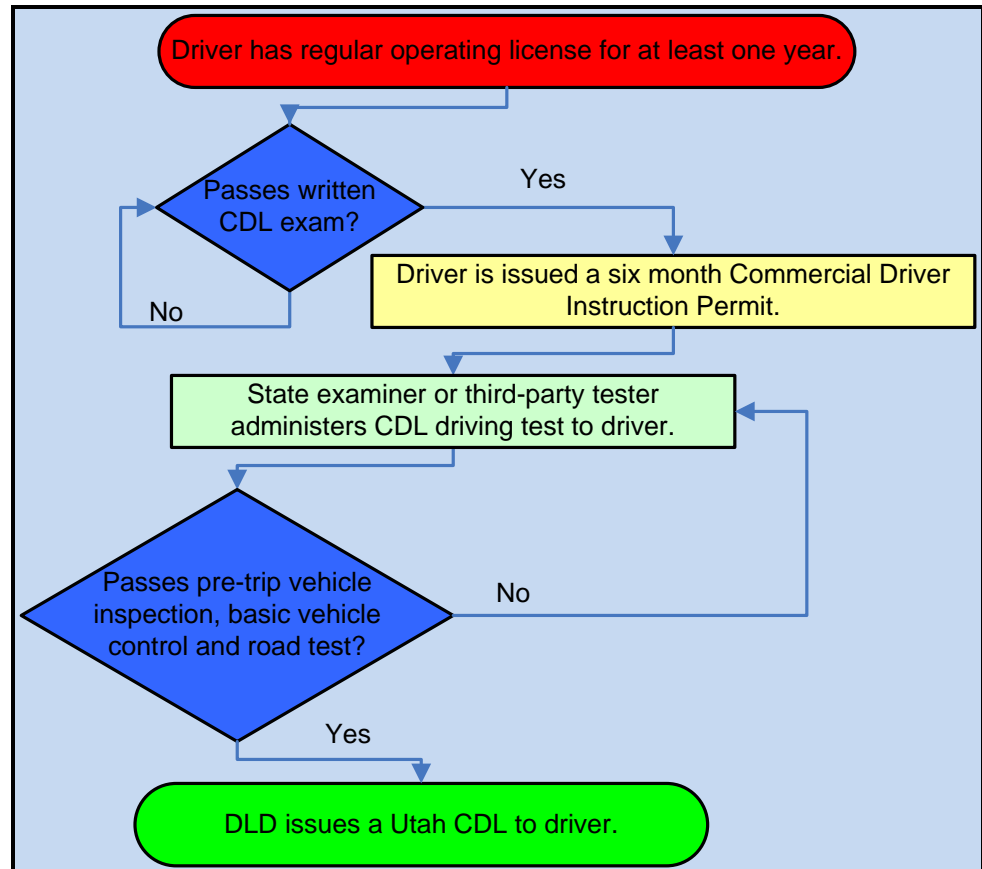 Driver has regular operating license for at least one year.
Passes written
CDL exam?
Yes
No
Driver is issued a six month Commercial Driver
Instruction Permit.
State examiner or third-party tester
administers CDL driving test to driver.
Passes pre-trip vehicle
inspection, basic vehicle
control and road test?
No
Yes
DLD issues a Utah CDL to driver.